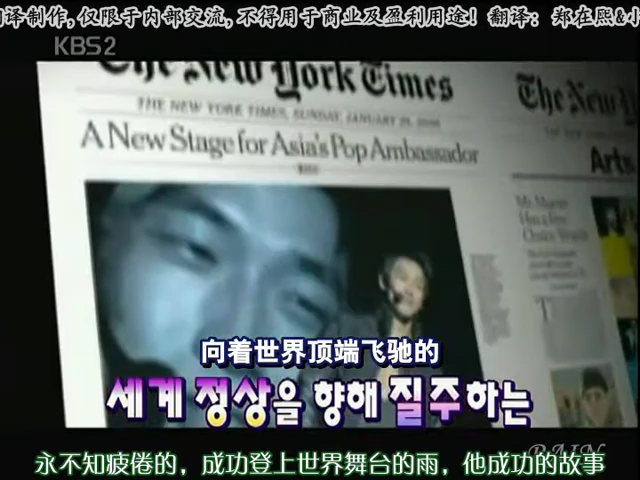 译制作,仅限于内部交流,不得用于商业及盈利用途！翻译：郑在熙&小
KBS2
The New York Times
THE NEW YORK TIMES, SUNDAY, JANUARY 29, 2006
A New Stage for Asia's Pop Ambassador
The New Yo
Arts
向着世界顶端飞驰的
세계 정상을 향해 질주하는
RAIN
永不知疲倦的，成功登上世界舞台的雨，他成功的故事